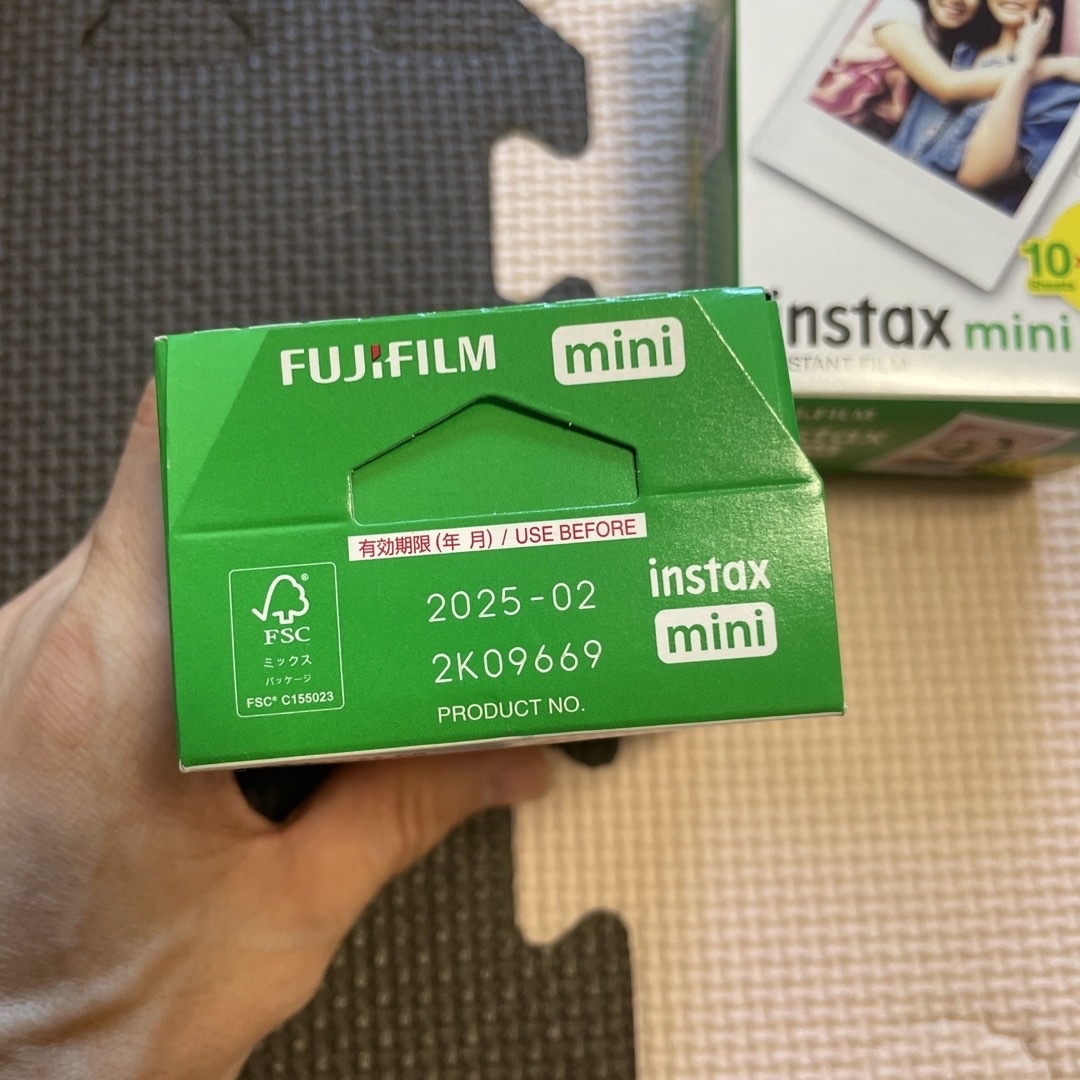 FUJIFILM
mini
有効期限(年 月) / USE BEFORE
2025-02
2K09669
PRODUCT NO.
instax
mini
FSC®
ミックス
パッケージ
FSC® C155023
10
Sheets
instax mini
INSTANT FILM
FUJIFILM
instax